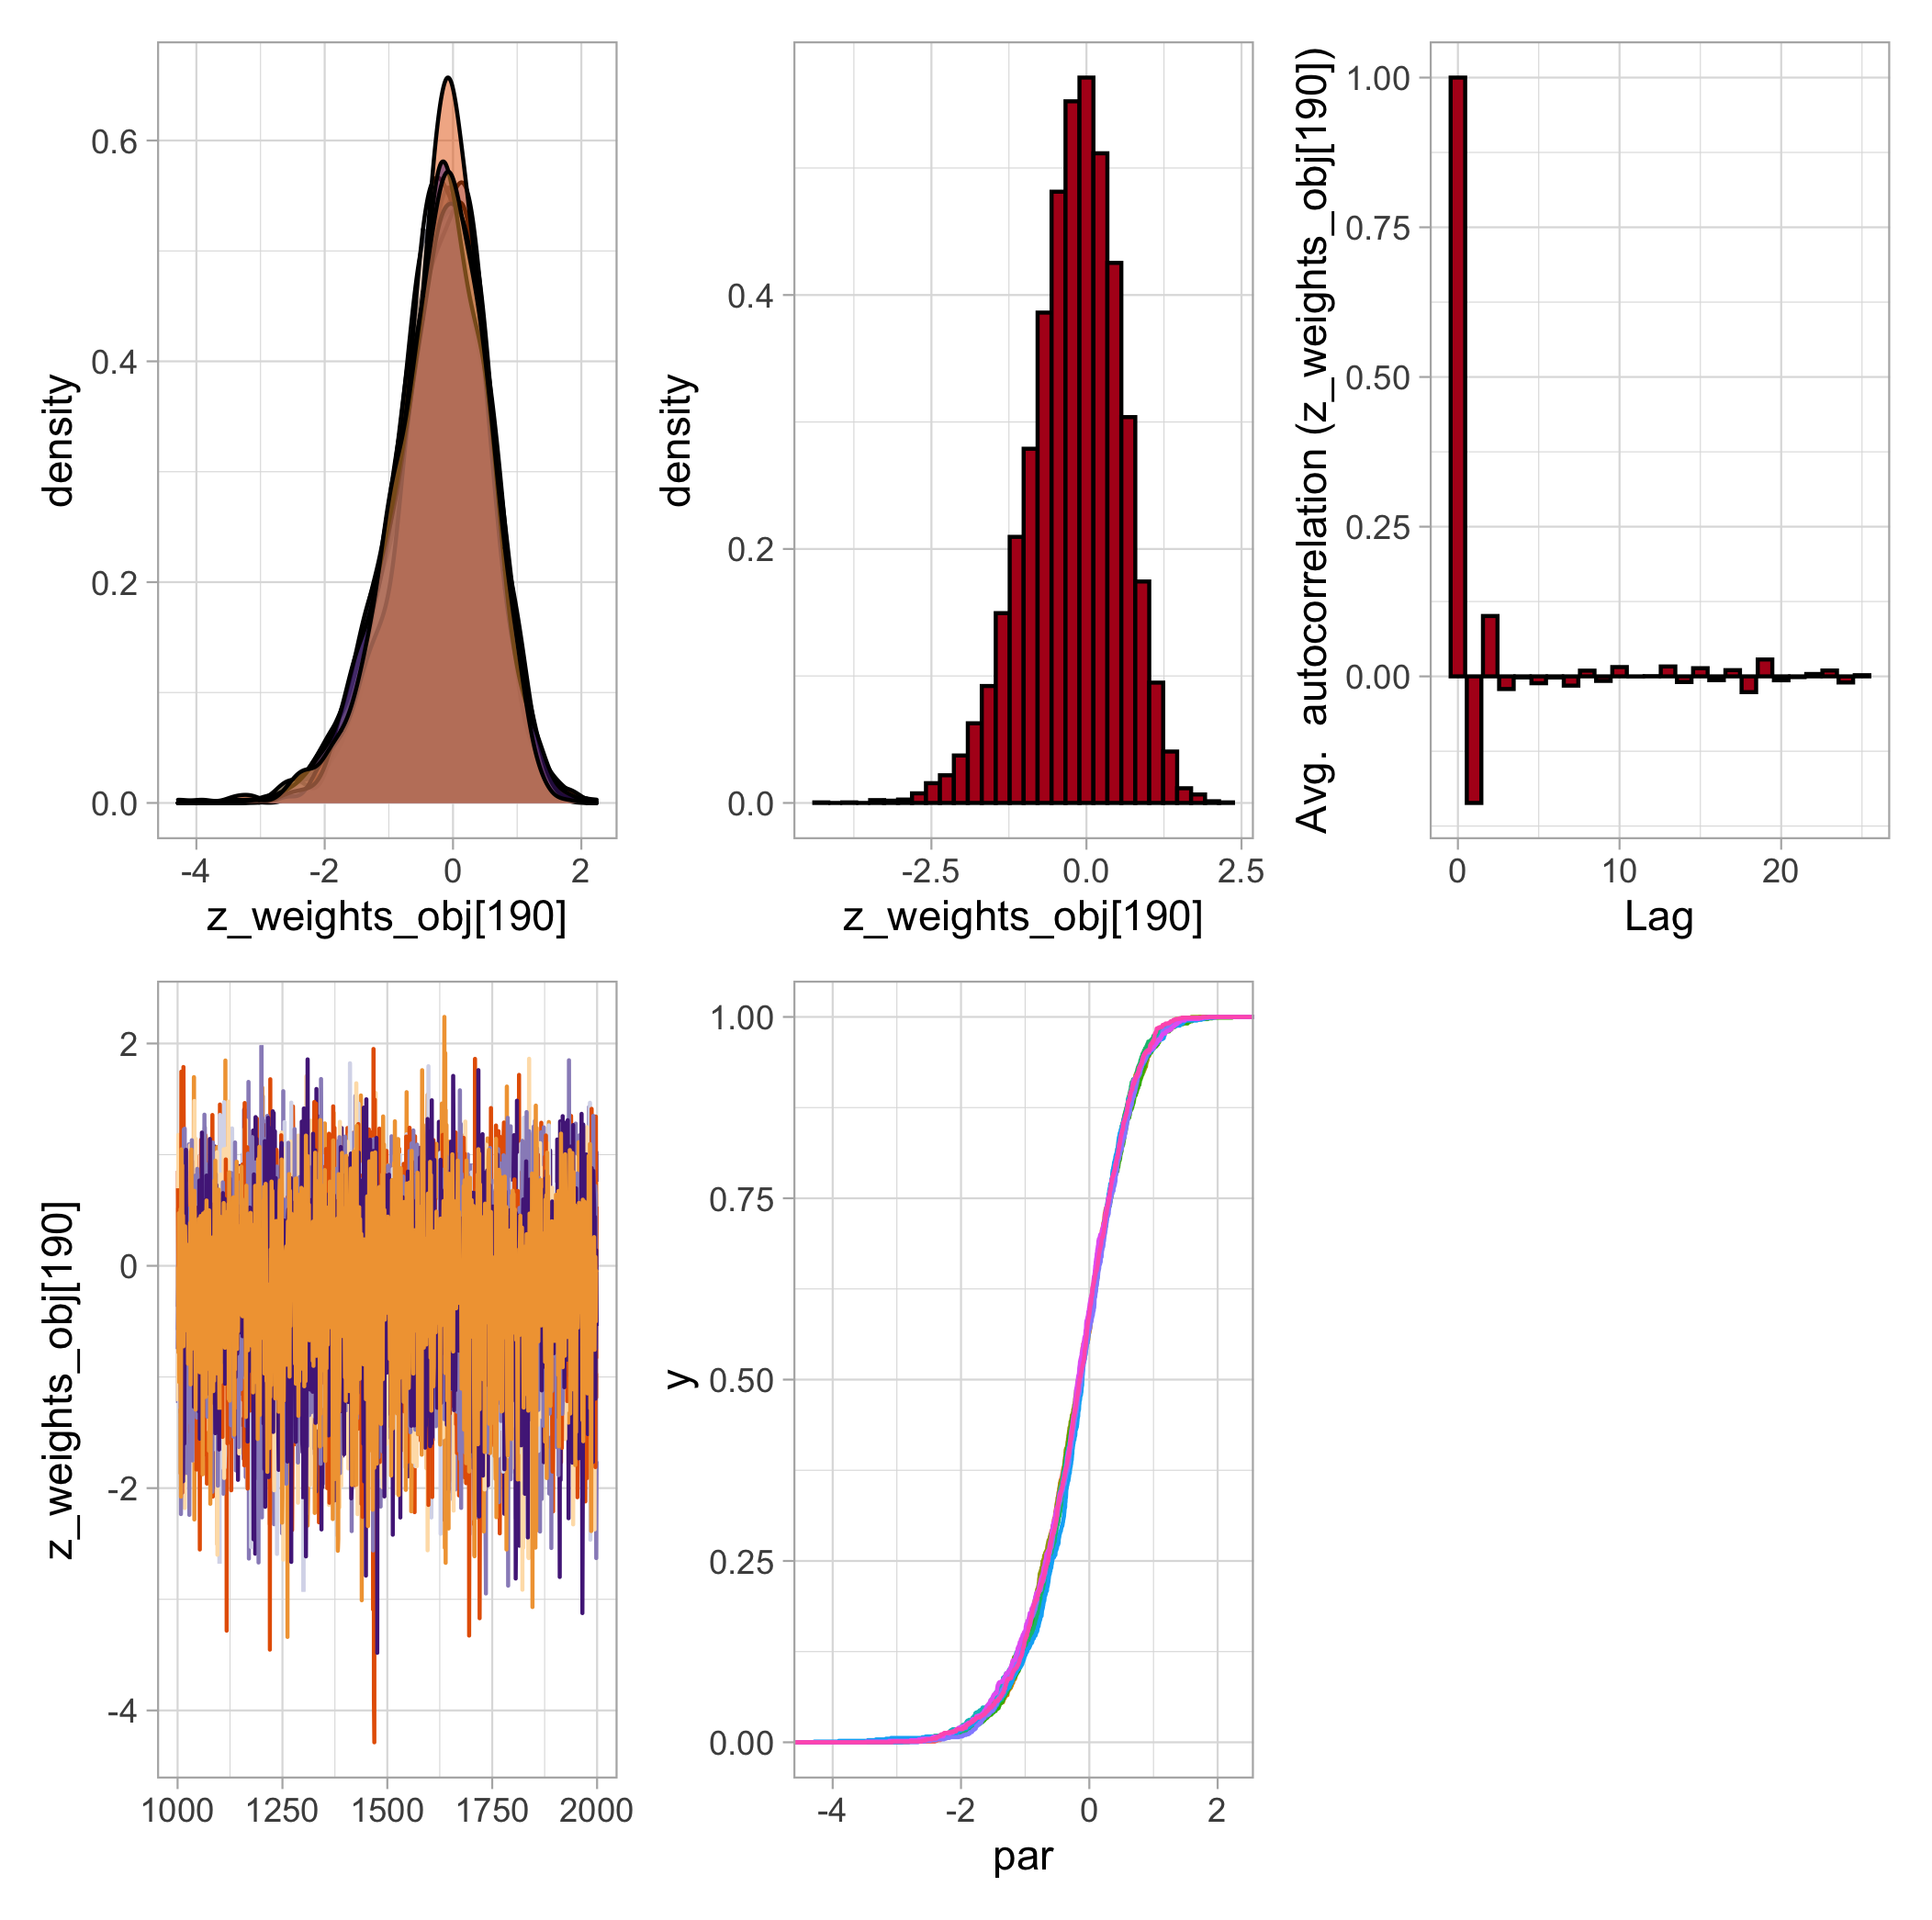 density
0.6
0.4
0.2
0.0
-4 -2 0 2
z_weights_obj[190]
density
0.4
0.2
0.0
-2.5 0.0 2.5
z_weights_obj[190]
Avg. autocorrelation (z_weights_obj[190])
1.00
0.75
0.50
0.25
0.00
0 10 20
Lag
z_weights_obj[190]
2
0
-2
-4
1000 1250 1500 1750 2000
y
1.00
0.75
0.50
0.25
0.00
-4 -2 0 2
par